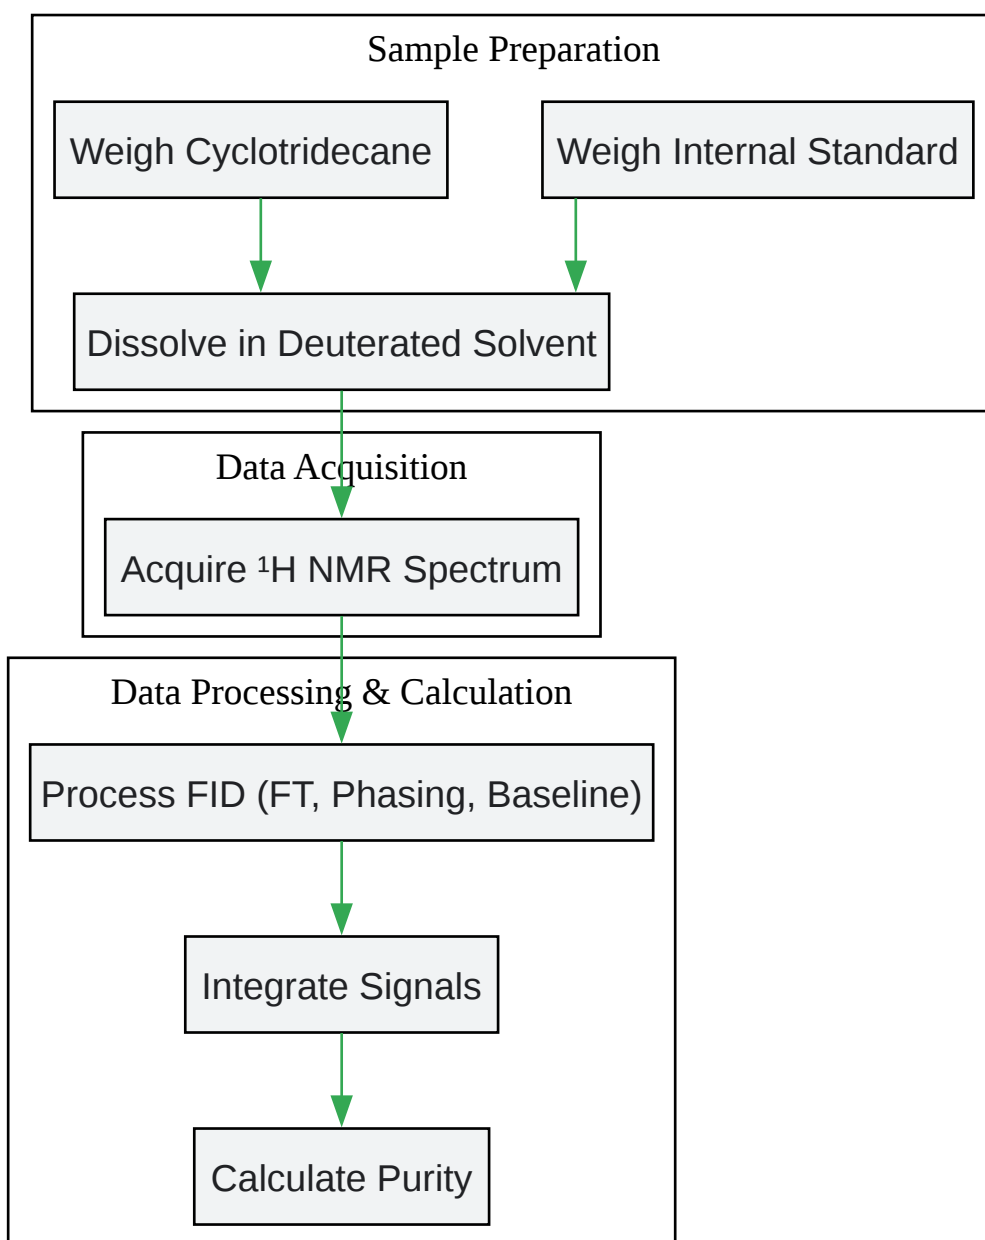 Sample Preparation
Weigh Cyclotridecane
Weigh Internal Standard
Dissolve in Deuterated Solvent
Data Acquisition
Acquire ¹H NMR Spectrum
Data Processing & Calculation
Process FID (FT, Phasing, Baseline)
Integrate Signals
Calculate Purity